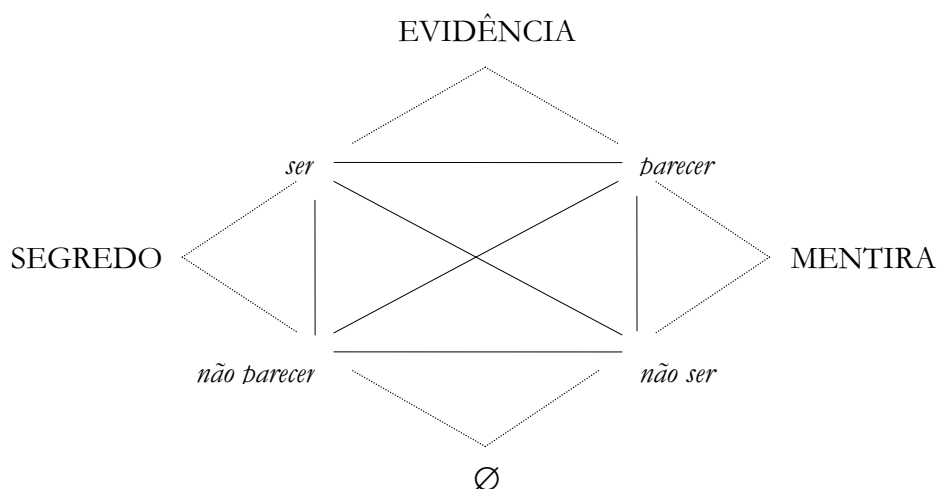 EVIDÊNCIA
ser parecer
SEGREDO MENTIRA
não parecer não ser
∅